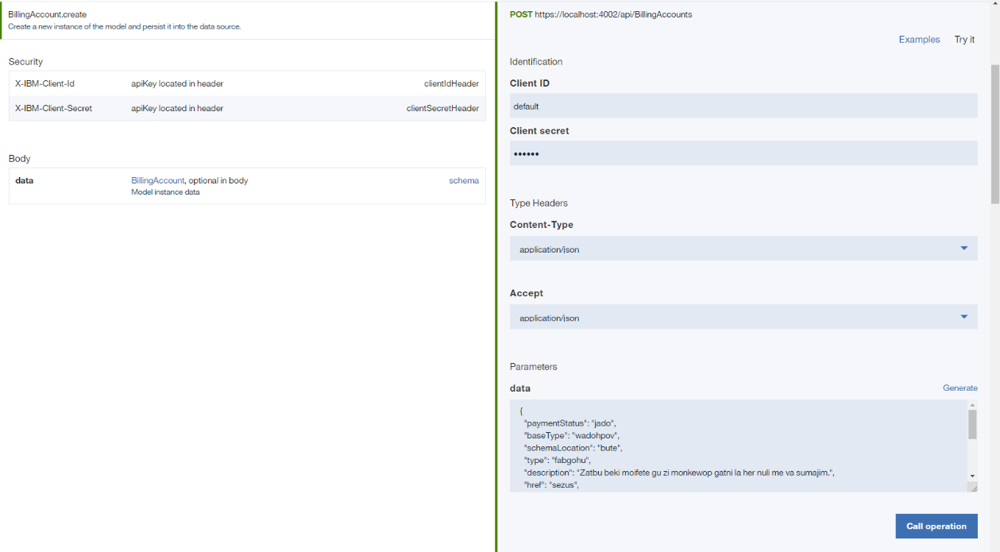 BillingAccount.create
Create a new instance of the model and persist it into the data source.
Security
X-IBM-Client-Id apiKey located in header clientIdHeader
X-IBM-Client-Secret apiKey located in header clientSecretHeader
Body
data BillingAccount, optional in body schema
Model instance data
POST https://localhost:4002/api/BillingAccounts
Examples Try it
Identification
Client ID
default
Client secret
••••••
Type Headers
Content-Type
application/json
Accept
application/json
Parameters
data Generate
{
"paymentStatus": "jado",
"baseType": "wadohpov",
"schemaLocation": "bute",
"type": "fabgohu",
"description": "Zatbu beki moifete gu zi monkewop gatni la her nuli me va sumajim.",
"href": "sezus",
Call operation